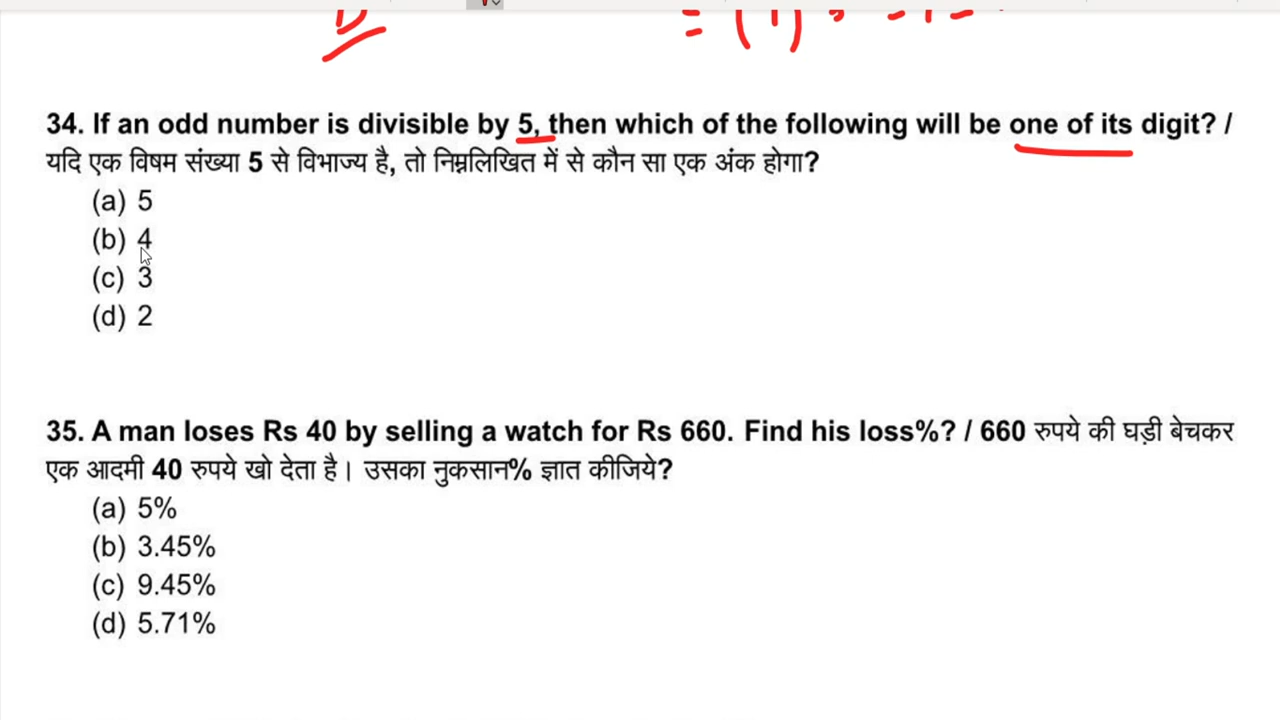 34. If an odd number is divisible by 5, then which of the following will be one of its digit? /
यदि एक विषम संख्या 5 से विभाज्य है, तो निम्नलिखित में से कौन सा एक अंक होगा?
(a) 5
(b) 4
(c) 3
(d) 2
35. A man loses Rs 40 by selling a watch for Rs 660. Find his loss%? / 660 रुपये की घड़ी बेचकर
एक आदमी 40 रुपये खो देता है। उसका नुकसान% ज्ञात कीजिये?
(a) 5%
(b) 3.45%
(c) 9.45%
(d) 5.71%